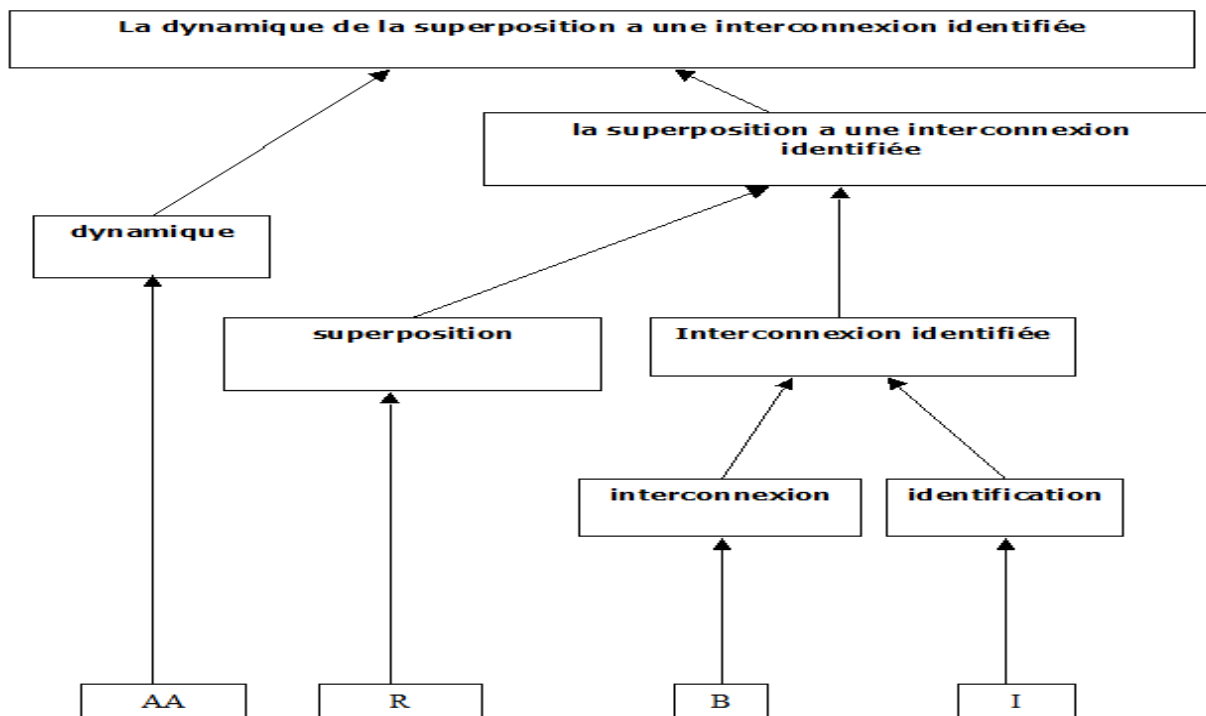 La dynamique de la superposition a une interconnexion identifiée
la superposition a une interconnexion
identifiée
dynamique
superposition
Interconnexion identifiée
interconnexion
identification
AA
R
B
I